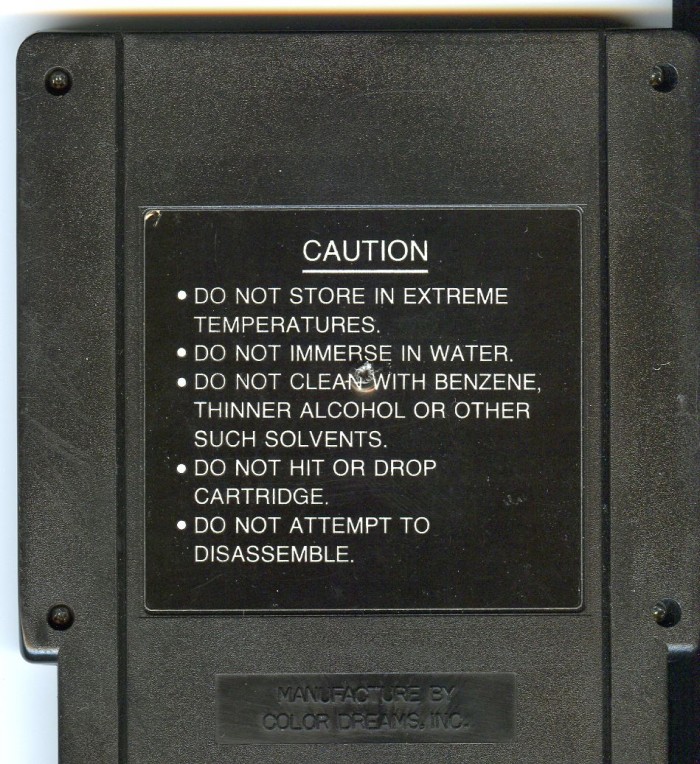 CAUTION
• DO NOT STORE IN EXTREME
TEMPERATURES.
• DO NOT IMMERSE IN WATER.
• DO NOT CLEAN WITH BENZENE,
THINNER ALCOHOL OR OTHER
SUCH SOLVENTS.
• DO NOT HIT OR DROP
CARTRIDGE.
• DO NOT ATTEMPT TO
DISASSEMBLE.
MANUFACTURE BY
COLOR DREAMS, INC.